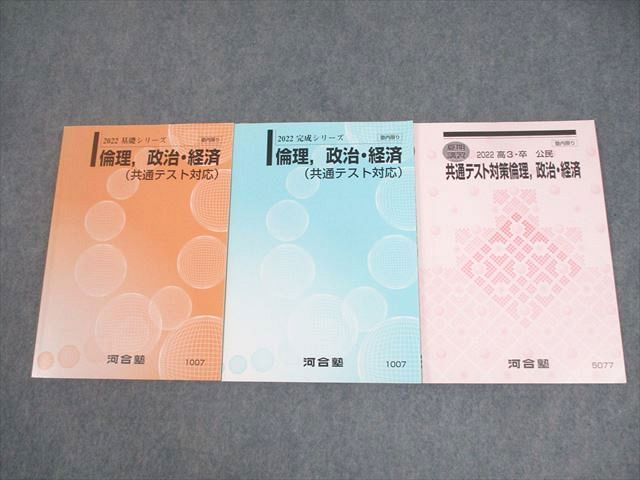 2022 基礎シリーズ
塾内限り
倫理，政治・経済
（共通テスト対応）
河合塾
1007
2022 完成シリーズ
塾内限り
倫理，政治・経済
（共通テスト対応）
河合塾
1007
塾内限り
夏期
講習
2022 高3・卒 公民
共通テスト対策倫理，政治・経済
河合塾
5077